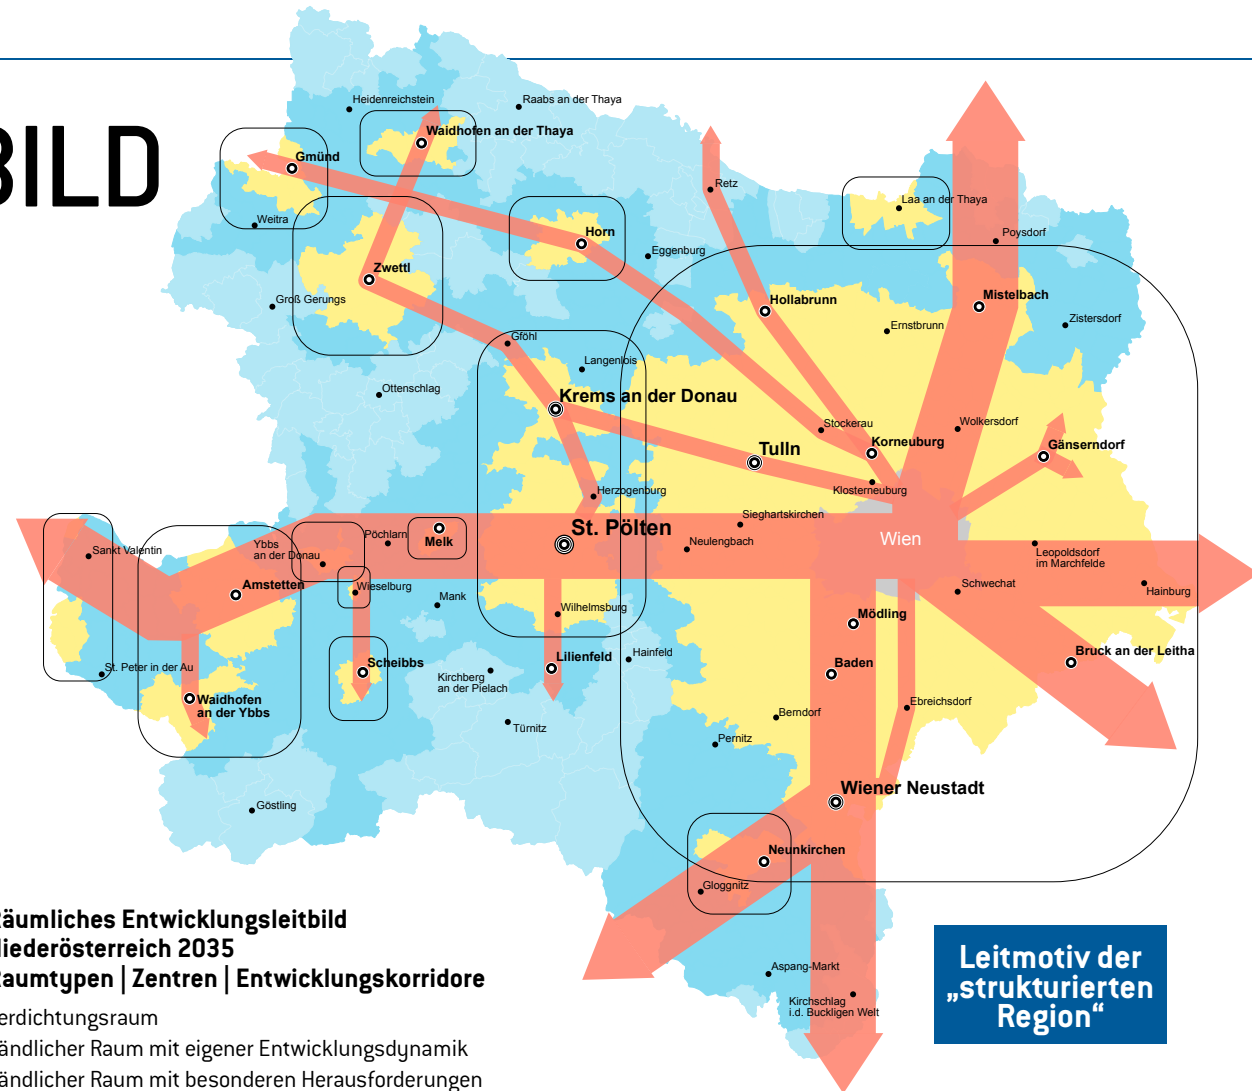 BILD
Heidenreichstein
Raabs an der Thaya
Waidhofen an der Thaya
Gmünd
Retz
Laa an der Thaya
Weitra
Poysdorf
Horn
Eggenburg
Zwettl
Groß Gerungs
Hollabrunn
Mistelbach
Ernstbrunn
Zistersdorf
Gföhl
Langenlois
Ottenschlag
Krems an der Donau
Stockerau
Wolkersdorf
Korneuburg
Gänserndorf
Tulln
Klosterneuburg
Herzogenburg
Sieghartskirchen
St. Pölten
Wien
Pöchlarn
Melk
Neulengbach
Ybbs
an der Donau
Sankt Valentin
Leopoldsdorf
im Marchfelde
Amstetten
Wieselburg
Schwechat
Hainburg
Mank
Wilhelmsburg
Mödling
Hainfeld
Bruck an der Leitha
St. Peter in der Au
Scheibbs
Lilienfeld
Baden
Kirchberg
an der Pielach
Waidhofen
an der Ybbs
Ebreichsdorf
Berndorf
Türnitz
Pernitz
Wiener Neustadt
Göstling
Neunkirchen
Gloggnitz
Aspang-Markt
Kirchschlag
i.d. Buckligen Welt
Räumliches Entwicklungsleitbild
Niederösterreich 2035
Raumtypen | Zentren | Entwicklungskorridore
erdichtungsraum
ändlicher Raum mit eigener Entwicklungsdynamik
ändlicher Raum mit besonderen Herausforderungen
Leitmotiv der
„strukturierten
Region“